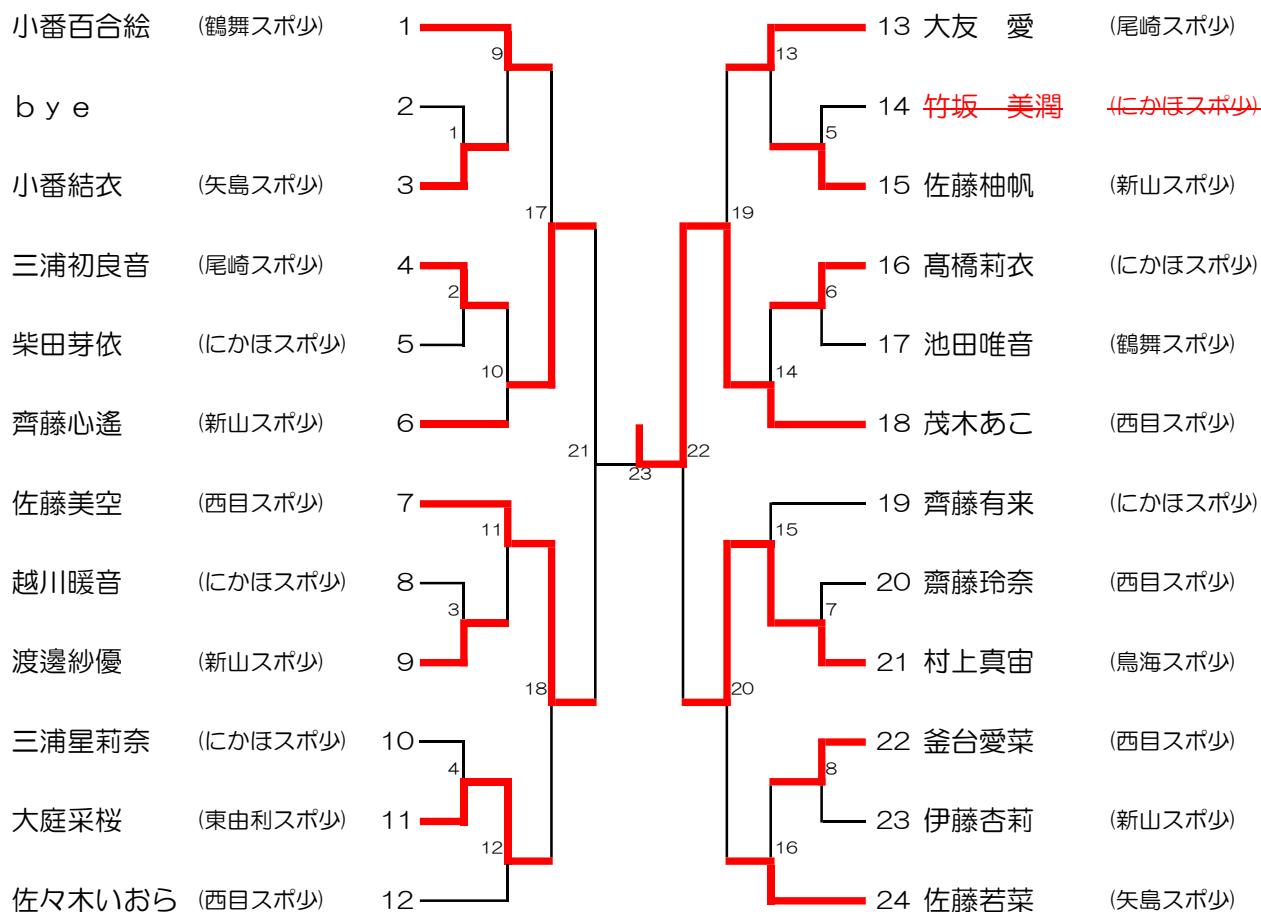 小番百合絵 (鶴舞スポ少) 1
ｂｙｅ 2
小番結衣 (矢島スポ少) 3
三浦初良音 (尾崎スポ少) 4
柴田芽依 (にかほスポ少) 5
齊藤心遙 (新山スポ少) 6
佐藤美空 (西目スポ少) 7
越川暖音 (にかほスポ少) 8
渡邊紗優 (新山スポ少) 9
三浦星莉奈 (にかほスポ少) 10
大庭采桜 (東由利スポ少) 11
佐々木いおら (西目スポ少) 12
9
1
17
2
10
21
11
3
18
4
12
23
13
5
19
6
14
22
15
7
20
8
16
13 大友　愛 (尾崎スポ少)
14 竹坂　美潤 (にかほスポ少)
15 佐藤柚帆 (新山スポ少)
16 髙橋莉衣 (にかほスポ少)
17 池田唯音 (鶴舞スポ少)
18 茂木あこ (西目スポ少)
19 齊藤有来 (にかほスポ少)
20 齋藤玲奈 (西目スポ少)
21 村上真宙 (鳥海スポ少)
22 釜台愛菜 (西目スポ少)
23 伊藤杏莉 (新山スポ少)
24 佐藤若菜 (矢島スポ少)